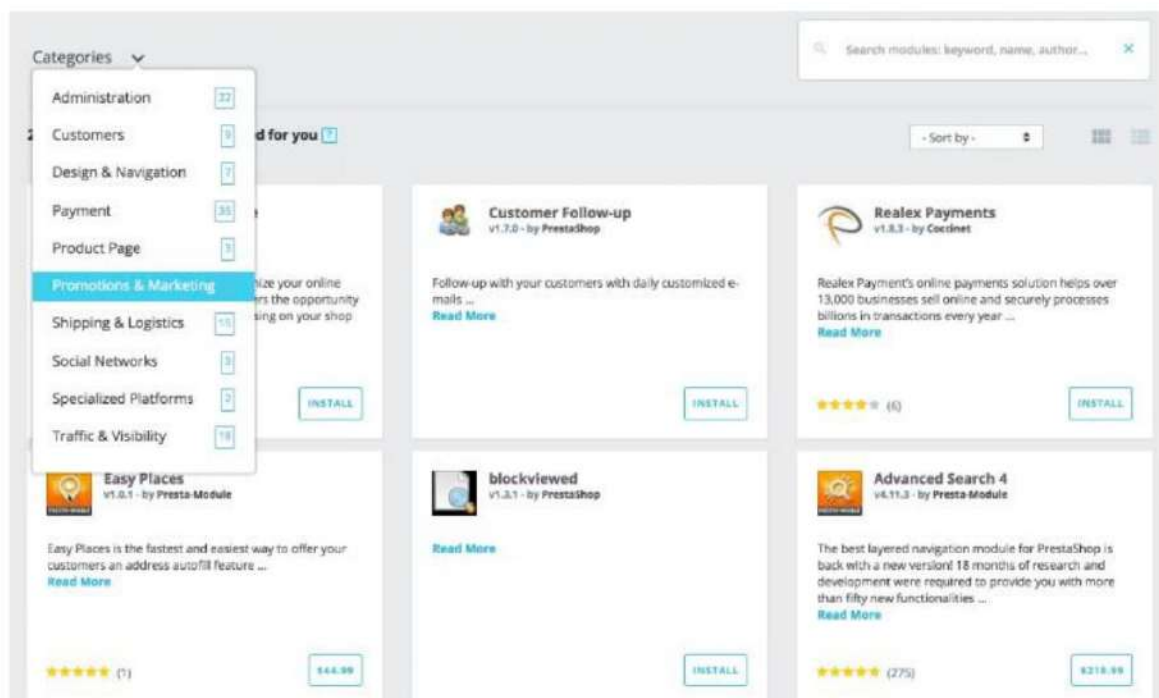 Categories
Search modules: keyword, name, author...
Administration 22
Customers 9
Design & Navigation 7
Payment 35
Product Page 3
Promotions & Marketing
Shipping & Logistics 15
Social Networks 3
Specialized Platforms 2
Traffic & Visibility 18
2
d for you ?
- Sort by -
nize your online
ers the opportunity
sing on your shop
INSTALL
Customer Follow-up
v1.7.0 - by PrestaShop
Follow-up with your customers with daily customized e-
mails ...
Read More
INSTALL
Realex Payments
v1.8.3 - by Coccinet
Realex Payment's online payments solution helps over
13,000 businesses sell online and securely processes
billions in transactions every year ...
Read More
(6)
INSTALL
Easy Places
v1.0.1 - by Presta-Module
Easy Places is the fastest and easiest way to offer your
customers an address autofill feature ...
Read More
(1)
$44.99
blockviewed
v1.3.1 - by PrestaShop
Read More
INSTALL
Advanced Search 4
v4.11.3 - by Presta-Module
The best layered navigation module for PrestaShop is
back with a new version! 18 months of research and
development were required to provide you with more
than fifty new functionalities ...
Read More
(275)
$218.99